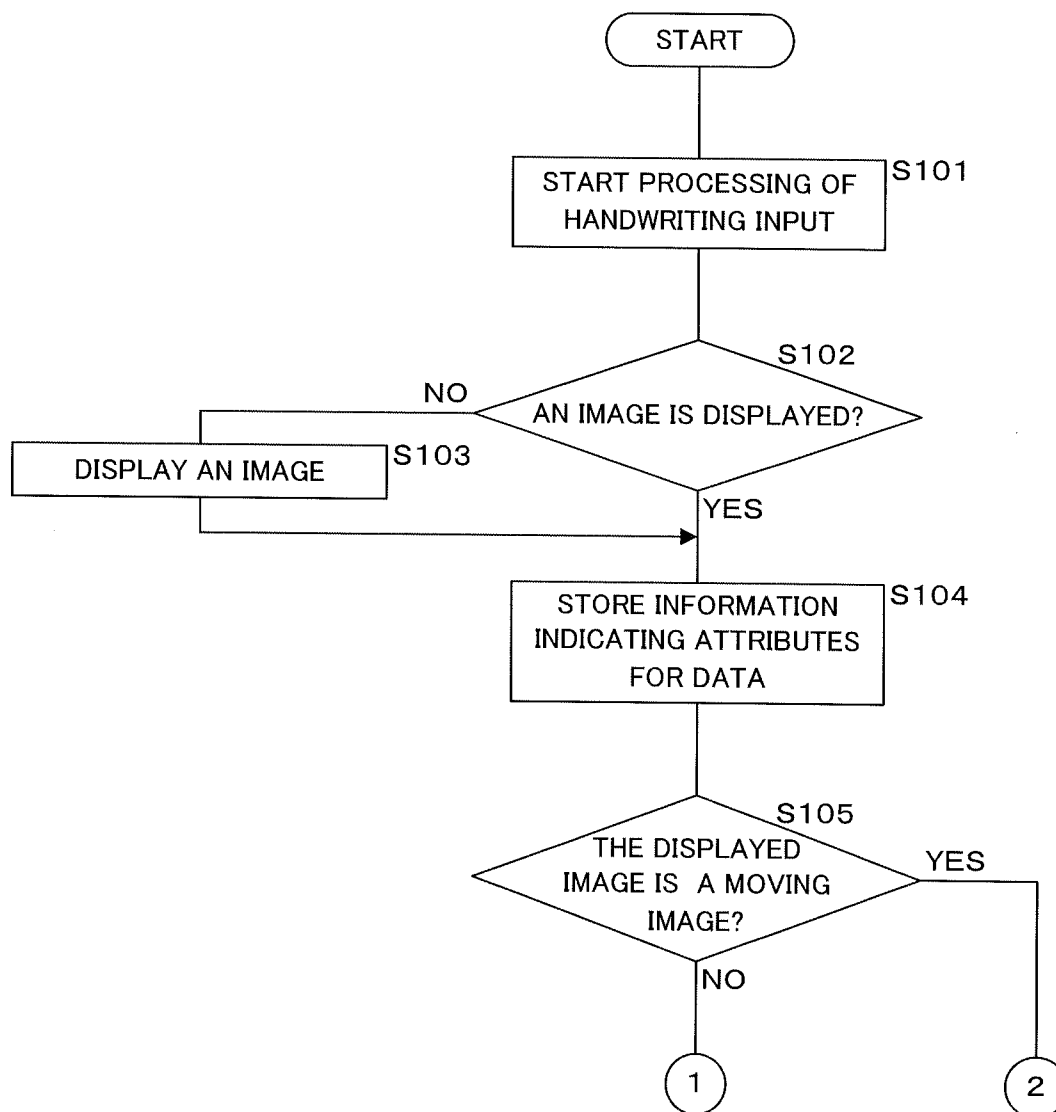 START
START PROCESSING OF
HANDWRITING INPUT
S101
S102
AN IMAGE IS DISPLAYED?
NO
YES
DISPLAY AN IMAGE
S103
STORE INFORMATION
INDICATING ATTRIBUTES
FOR DATA
S104
S105
THE DISPLAYED
IMAGE IS A MOVING
IMAGE?
YES
NO
1
2